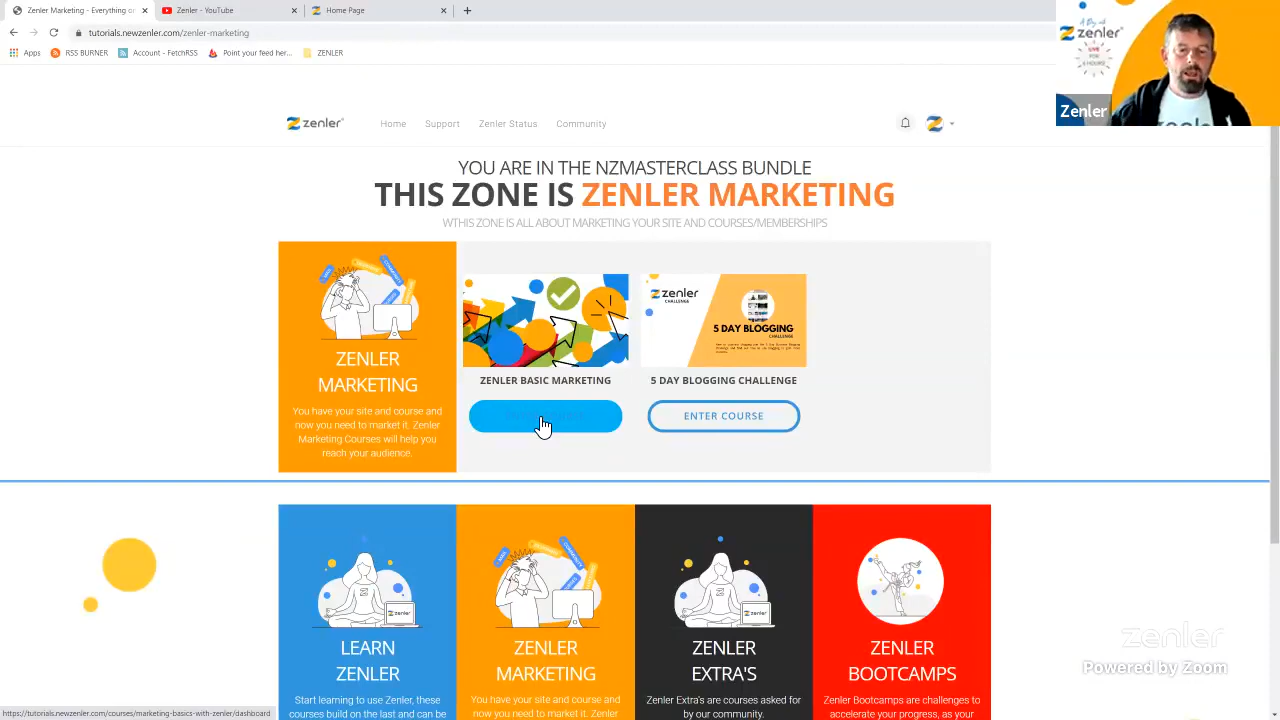 Zenler Marketing - Everything or
YouTube
Zenler - YouTube
Home Page
tutorials.newzenler.com/zenler-marketing
Apps
RSS BURNER
Account - FetchRSS
Point your feed her...
ZENLER
A Day with
zenler
LIVE
FOR
Zenler
zenler
Home
Support
Zenler Status
Community
YOU ARE IN THE NZMASTERCLASS BUNDLE
THIS ZONE IS ZENLER MARKETING
WTHIS ZONE IS ALL ABOUT MARKETING YOUR SITE AND COURSES/MEMBERSHIPS
ZENLER
MARKETING
You have your site and course and
now you need to market it. Zenler
Marketing Courses will help you
reach your audience.
ZENLER BASIC MARKETING
zenler
CHALLENGE
5 DAY BLOGGING
CHALLENGE
5 DAY BLOGGING CHALLENGE
ENTER COURSE
LEARN
ZENLER
Start learning to use Zenler, these
courses build on the last and can be
ZENLER
MARKETING
You have your site and course and
now you need to market it. Zenler
zenler
ZENLER
EXTRA'S
Zenler Extra's are courses asked for
by our community.
ZENLER
BOOTCAMPS
Zenler Bootcamps are challenges to
accelerate your progress, as your
zenler
Powered by Zoom
https://tutorials.newzenler.com/courses/marketing-basics-with-zenler/dashboard